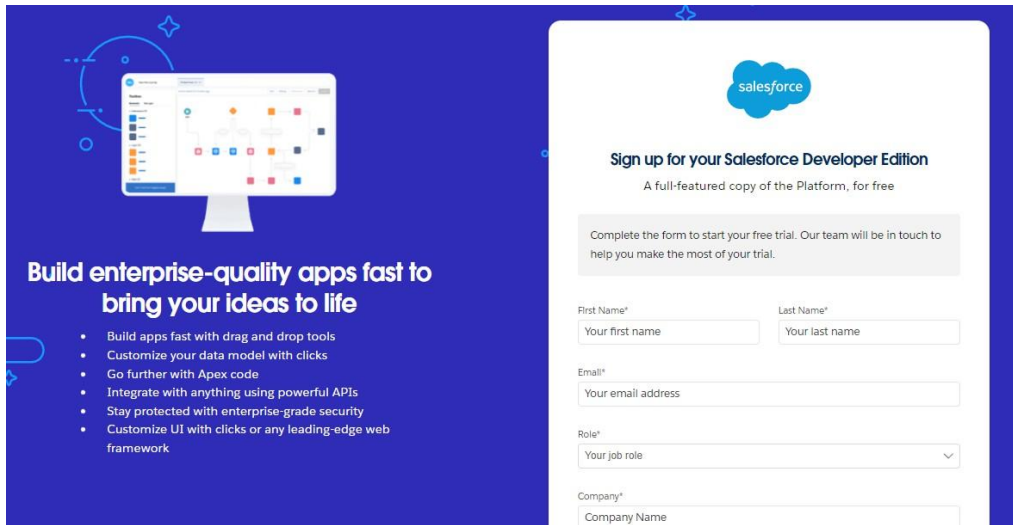 Build enterprise-quality apps fast to
bring your ideas to life
Build apps fast with drag and drop tools
Customize your data model with clicks
Go further with Apex code
Integrate with anything using powerful APIs
Stay protected with enterprise-grade security
Customize UI with clicks or any leading-edge web
framework
salesforce
Sign up for your Salesforce Developer Edition
A full-featured copy of the Platform, for free
Complete the form to start your free trial. Our team will be in touch to
help you make the most of your trial.
First Name* Last Name*
Your first name Your last name
Email*
Your email address
Role*
Your job role
Company*
Company Name